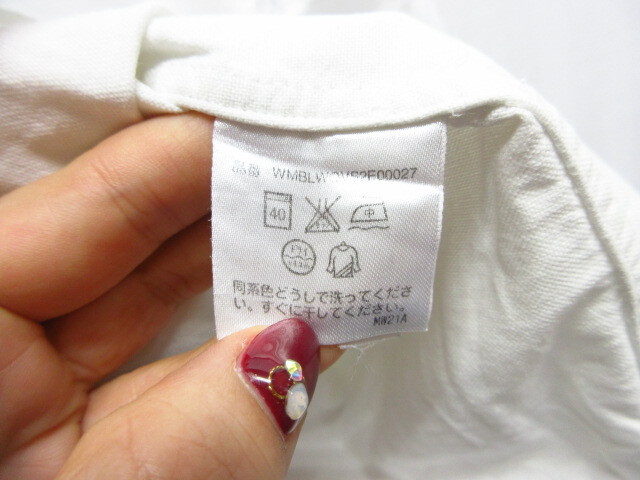 品番 WMBLW
40
中
同系色どうしで洗ってくださ
い。すぐに干してください。
MW21A